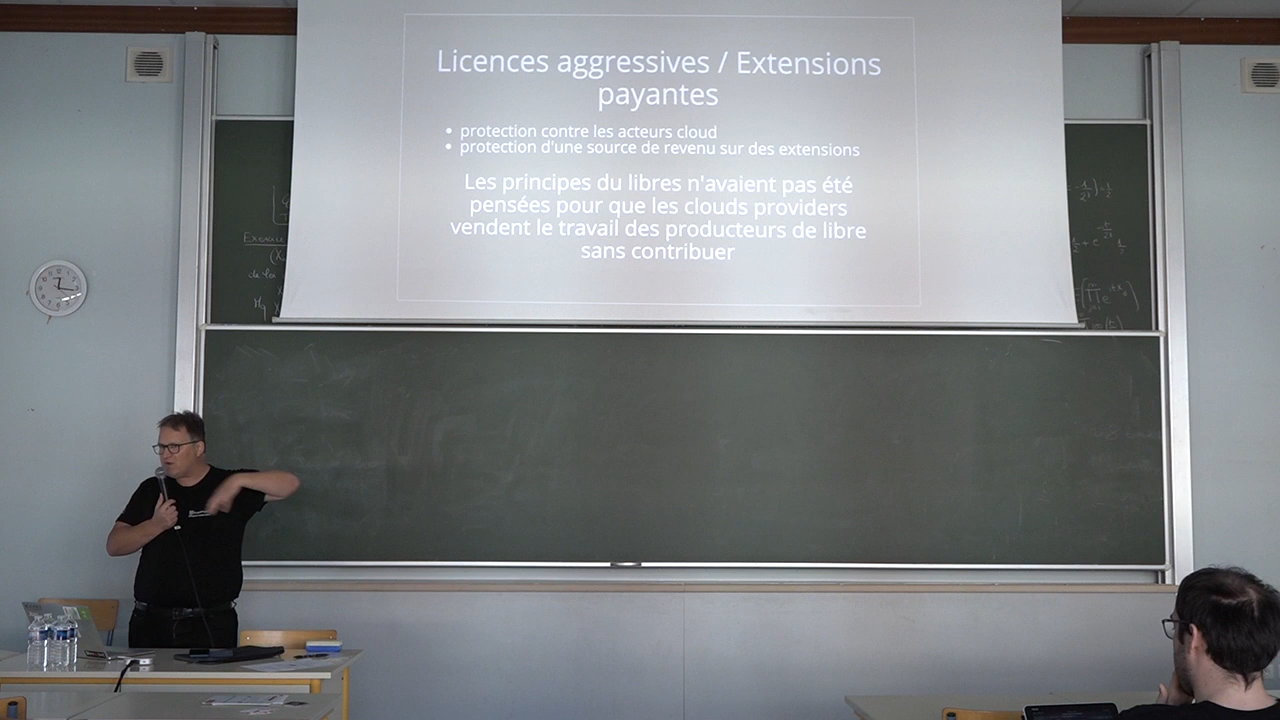 Licences aggressives / Extensions
payantes
• protection contre les acteurs cloud
• protection d'une source de revenu sur des extensions
Les principes du libres n'avaient pas été
pensées pour que les clouds providers
vendent le travail des producteurs de libre
sans contribuer